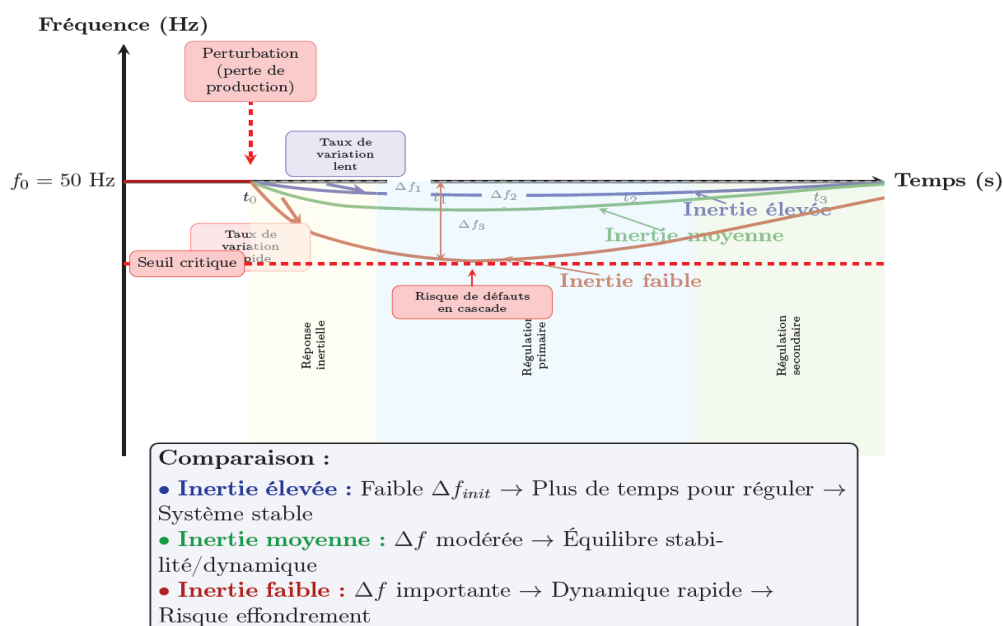 Fréquence (Hz)
Perturbation
(perte de
production)
Taux de
variation
lent
f₀ = 50 Hz
Δf₁
Temps (s)
t₀
t₁
Δf₂
t₂
t₃
Inertie élevée
Δf₃
Inertie moyenne
Taux de
variation
rapide
Seuil critique
Inertie faible
Risque de défauts
en cascade
Réponse
inertielle
Régulation
primaire
Régulation
secondaire
Comparaison :
• Inertie élevée : Faible Δf_init → Plus de temps pour réguler →
Système stable
• Inertie moyenne : Δf modérée → Équilibre stabi-
lité/dynamique
• Inertie faible : Δf importante → Dynamique rapide →
Risque effondrement